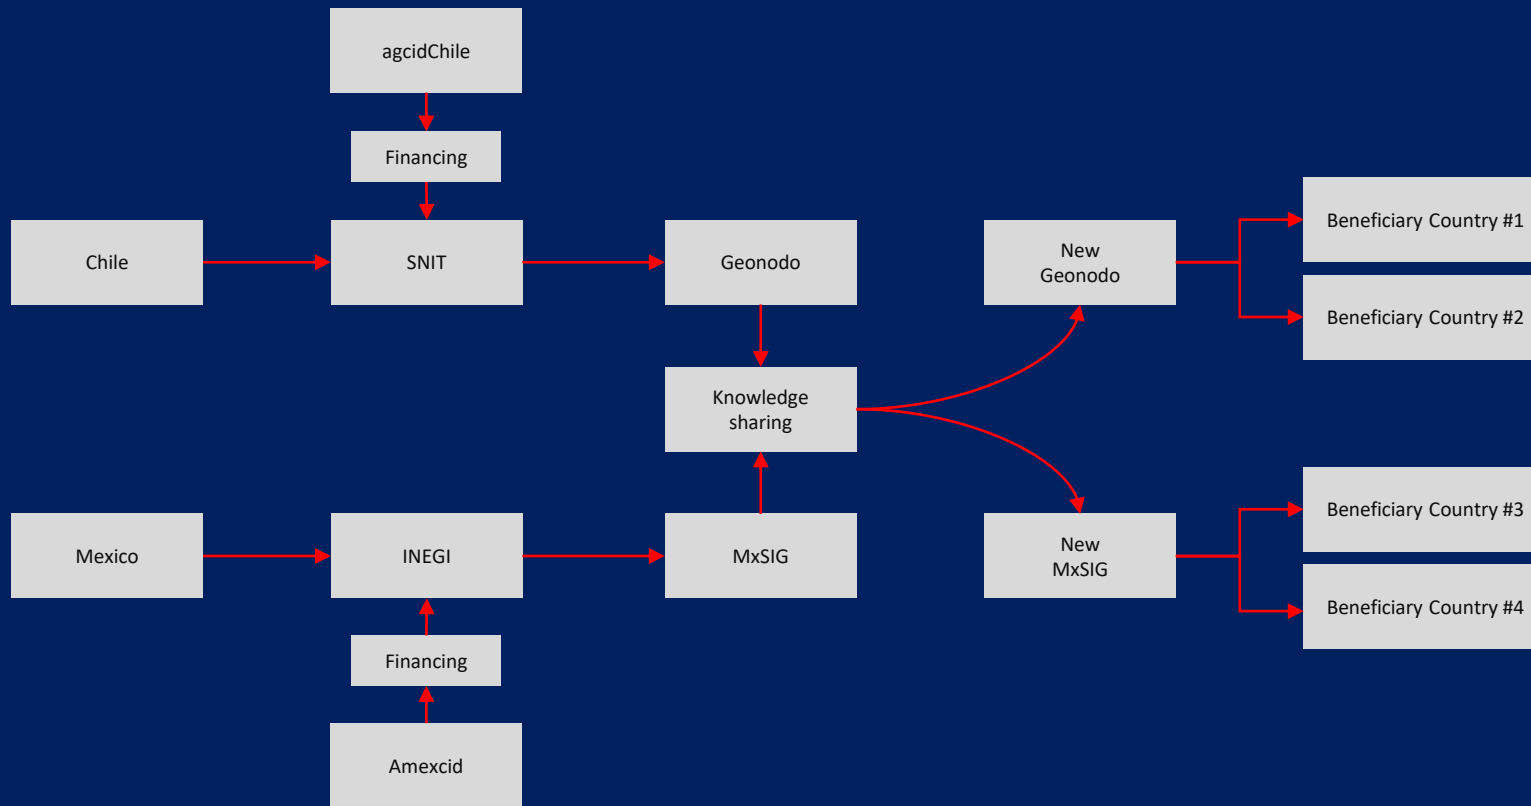 agcidChile
Financing
Chile
SNIT
Geonodo
New
Geonodo
Beneficiary Country #1
Beneficiary Country #2
Knowledge
sharing
Mexico
INEGI
MxSIG
New
MxSIG
Beneficiary Country #3
Beneficiary Country #4
Financing
Amexcid